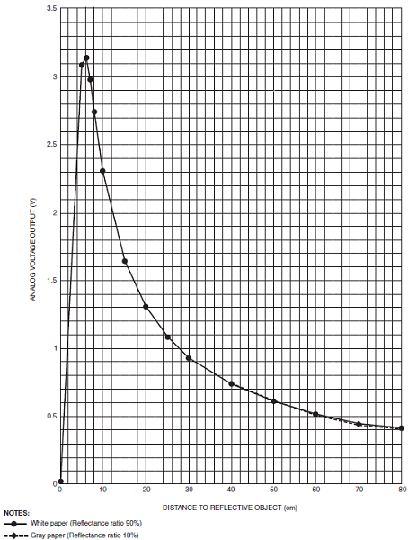 3.5
3
2.5
2
.5
1
0.5
0
ANALOG VOLTAGE OUTPUT (V)
0 10 20 30 40 50 60 70 80
DISTANCE TO REFLECTIVE OBJECT (cm)
NOTES:
White paper (Reflectance ratio 90%)
Gray paper (Reflectance ratio 18%)